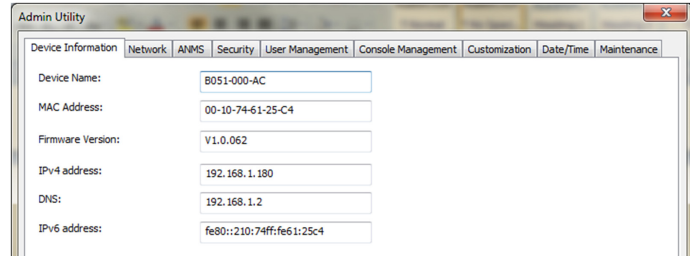 Admin Utility
Device Information Network ANMS Security User Management Console Management Customization Date/Time Maintenance
Device Name: B051-000-AC
MAC Address: 00-10-74-61-25-C4
Firmware Version: V1.0.062
IPv4 address: 192.168.1.180
DNS: 192.168.1.2
IPv6 address: fe80::210:74ff:fe61:25c4